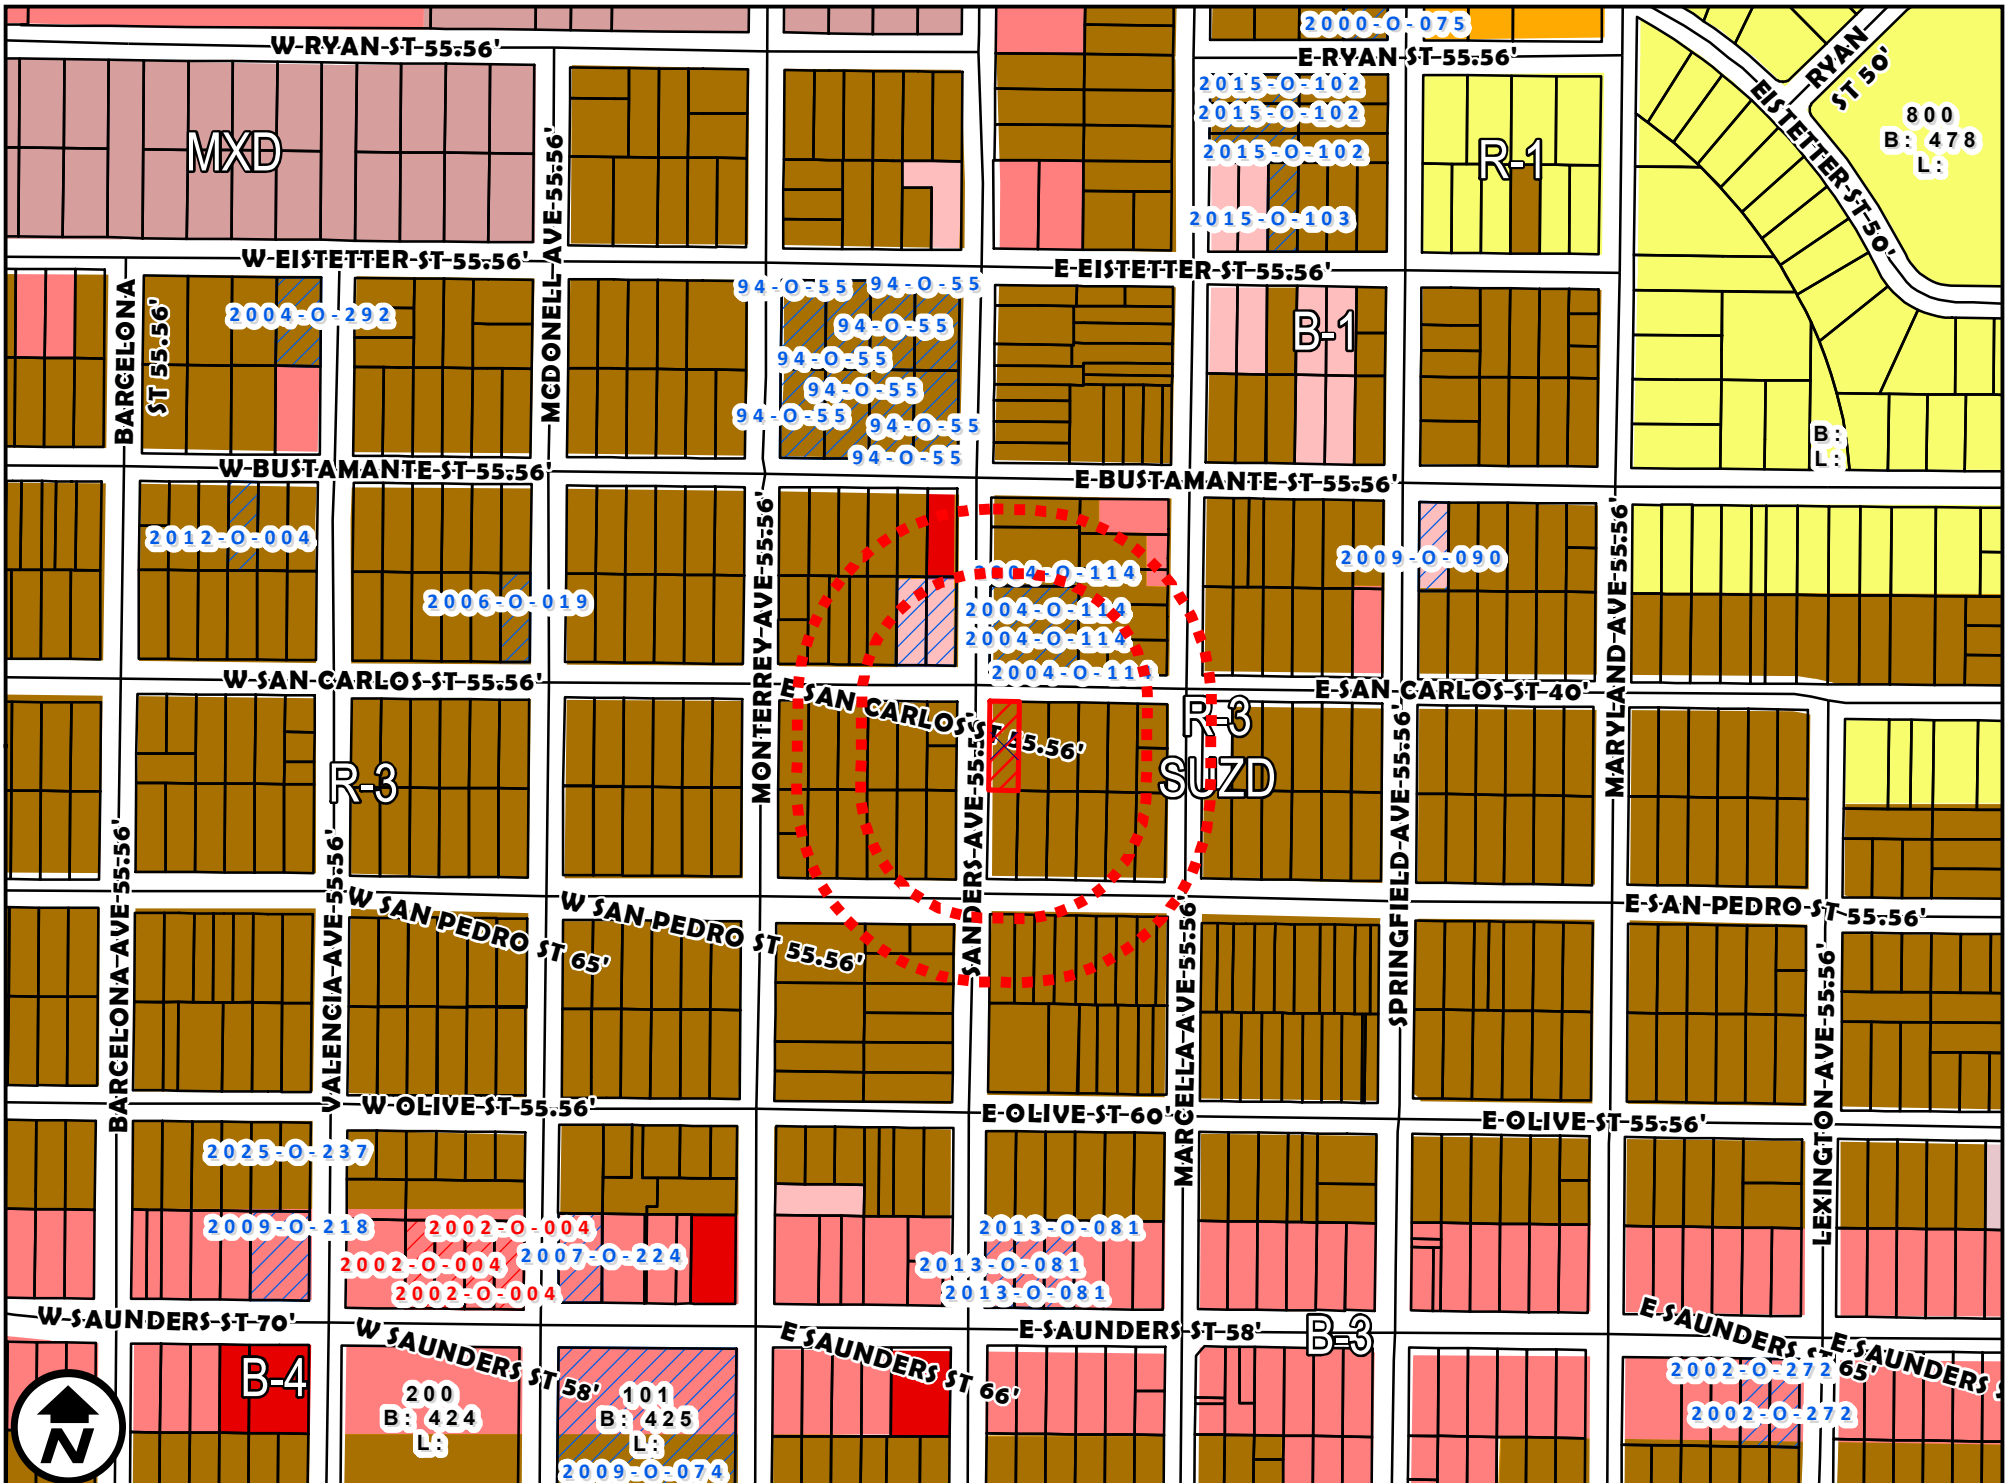 2000-O-075
W RYAN ST 55.56'
E RYAN ST 55.56'
RYAN
ST 50'
2015-O-102
2015-O-102
2015-O-102
2015-O-103
MXD
R-1
EISTETTER ST 50'
800
B: 478
L:
MCDONELL AVE 55.56'
W EISTETTER ST 55.56'
E EISTETTER ST 55.56'
BARCELONA
ST 55.56'
2004-O-292
94-O-55
94-O-55
94-O-55
94-O-55
94-O-55
94-O-55
94-O-55
94-O-55
B-1
B:
L:
W BUSTAMANTE ST 55.56'
E BUSTAMANTE ST 55.56'
2012-O-004
2006-O-019
MONTERREY AVE 55.56'
2004-O-114
2004-O-114
2004-O-114
2009-O-090
MARYLAND AVE 55.56'
W SAN CARLOS ST 55.56'
E SAN CARLOS ST 55.56'
E SAN CARLOS ST 40'
R-3
R-3
SUZD
SANDERS AVE 55.56'
SPRINGFIELD AVE 55.56'
BARCELONA AVE 55.56'
VALENCIA AVE 55.56'
W SAN PEDRO ST 65'
W SAN PEDRO ST 55.56'
E SAN PEDRO ST 55.56'
MARCELLA AVE 55.56'
LEXINGTON AVE 55.56'
W OLIVE ST 55.56'
E OLIVE ST 60'
E OLIVE ST 55.56'
2025-O-237
2009-O-218
2002-O-004
2002-O-004
2002-O-004
2007-O-224
2013-O-081
2013-O-081
2013-O-081
W SAUNDERS ST 70'
W SAUNDERS ST 58'
E SAUNDERS ST 66'
E SAUNDERS ST 58'
B-3
E SAUNDERS ST 65'
E SAUNDERS S
B-4
200
B: 424
L:
101
B: 425
L:
2009-O-074
2002-O-272
2002-O-272
N